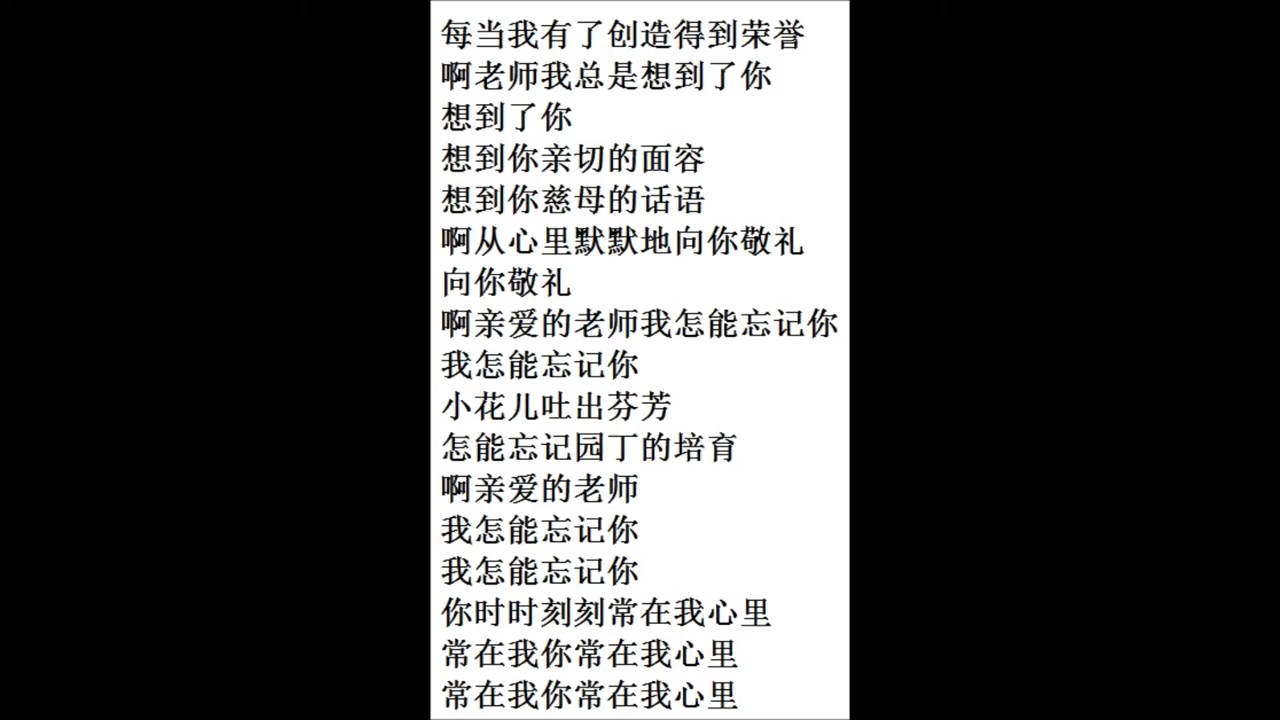 每当我有了创造得到荣誉
啊老师我总是想到了你
想到了你
想到你亲切的面容
想到你慈母的话语
啊从心里默默地向你敬礼
向你敬礼
啊亲爱的老师我怎能忘记你
我怎能忘记你
小花儿吐出芬芳
怎能忘记园丁的培育
啊亲爱的老师
我怎能忘记你
我怎能忘记你
你时时刻刻常在我心里
常在我你常在我心里
常在我你常在我心里